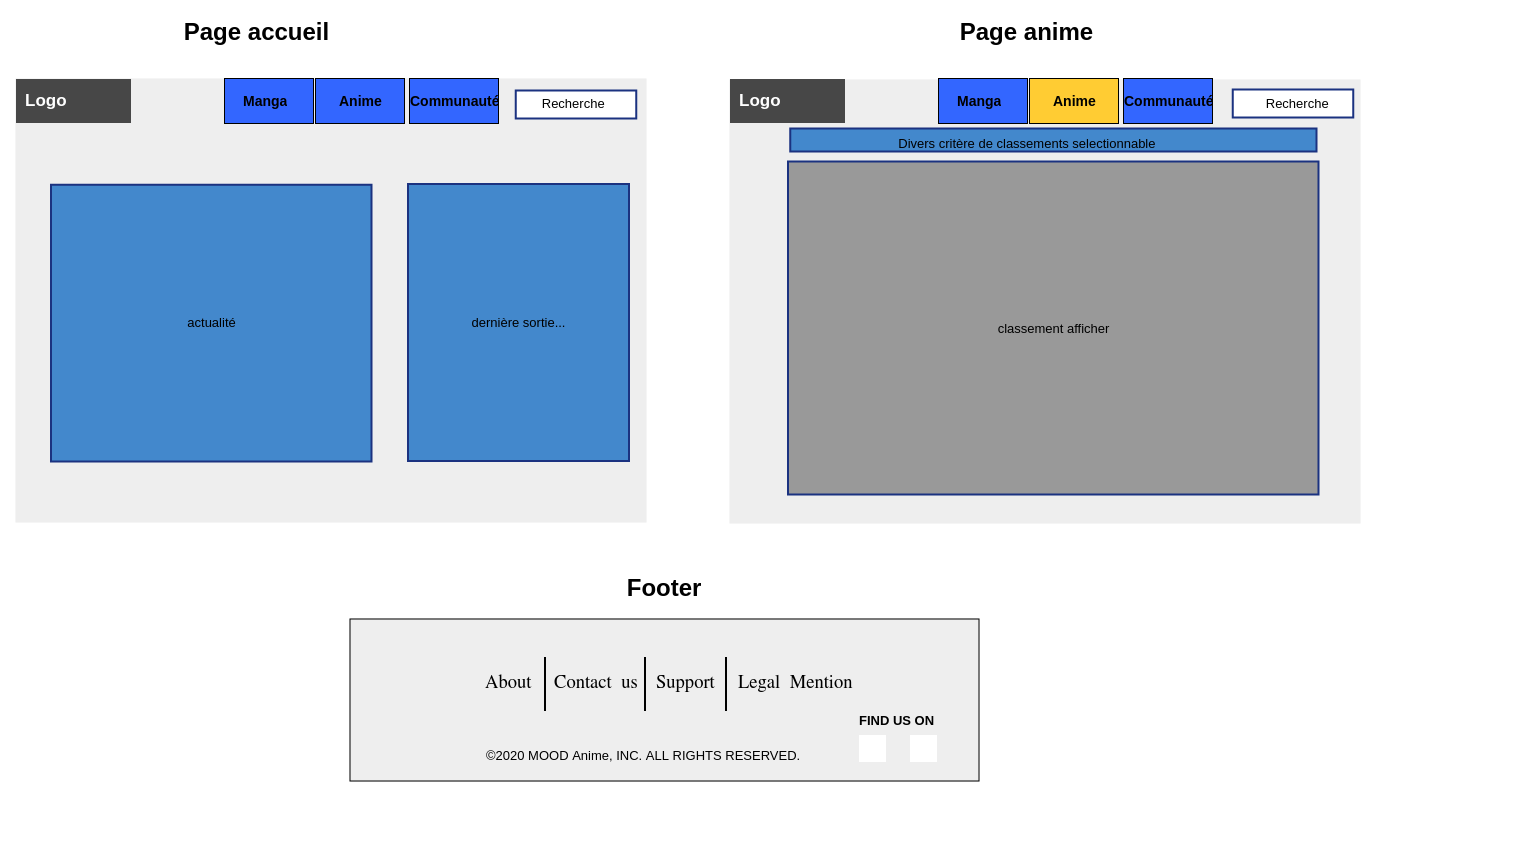 Page accueil
Logo
Manga
Anime
Communauté
Recherche
actualité
dernière sortie...
Page anime
Logo
Manga
Anime
Communauté
Recherche
Divers critère de classements selectionnable
classement afficher
Footer
About
Contact us
Support
Legal Mention
FIND US ON
©2020 MOOD Anime, INC. ALL RIGHTS RESERVED.